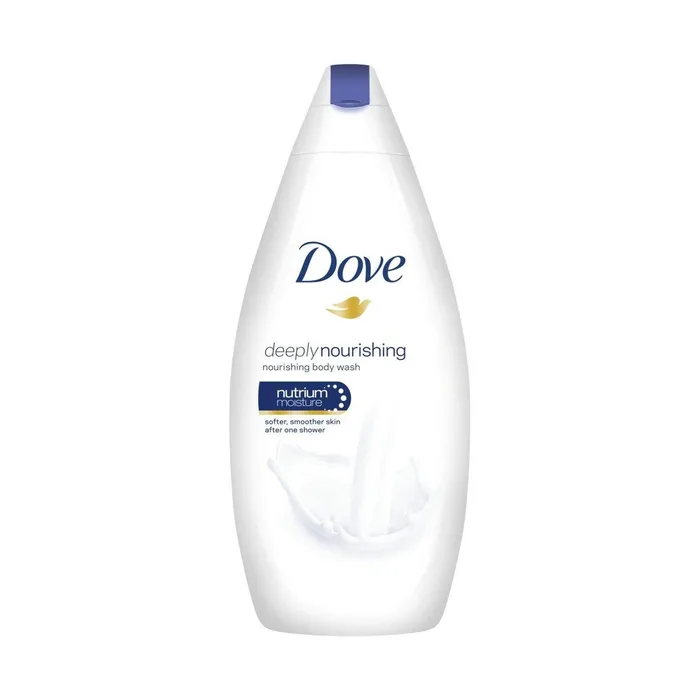 Dove
deeplynourishing
nourishing body wash
nutrium
moisture
softer, smoother skin
after one shower